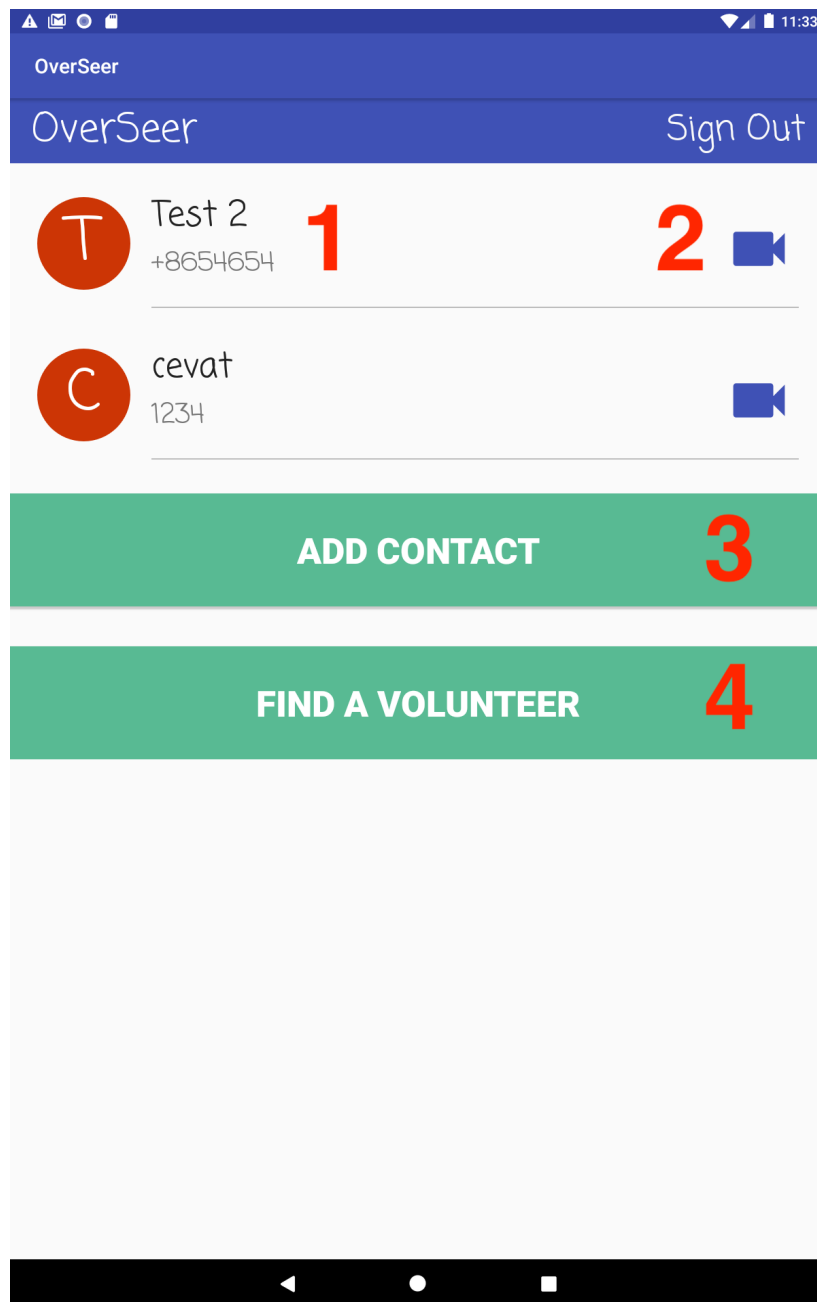 11:33
OverSeer
OverSeer Sign Out
T Test 2 1 2
+8654654
C cevat
1234
ADD CONTACT 3
FIND A VOLUNTEER 4